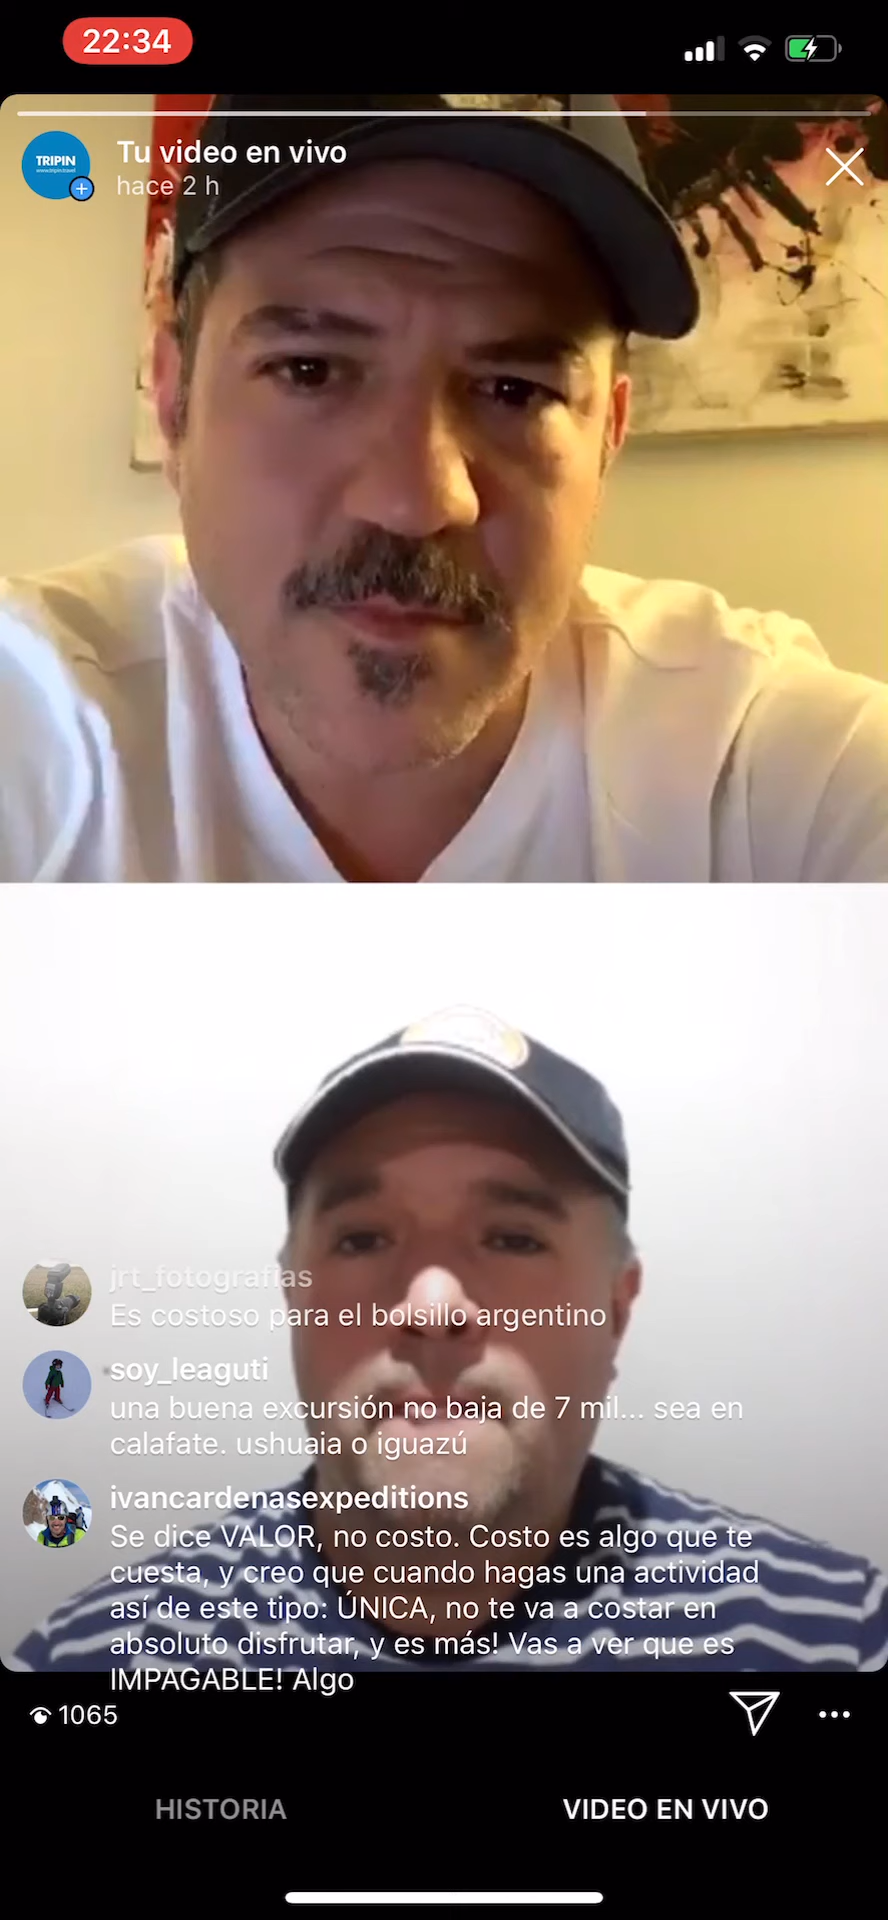 22:34
TRIPIN
Tu video en vivo
hace 2 h
jrt_fotografias
Es costoso para el bolsillo argentino
soy_leaguti
una buena excursión no baja de 7 mil... sea en
calafate. ushuaia o iguazú
ivancardenasexpeditions
Se dice VALOR, no costo. Costo es algo que te
cuesta, y creo que cuando hagas una actividad
así de este tipo: ÚNICA, no te va a costar en
absoluto disfrutar, y es más! Vas a ver que es
IMPAGABLE! Algo
1065
HISTORIA
VIDEO EN VIVO